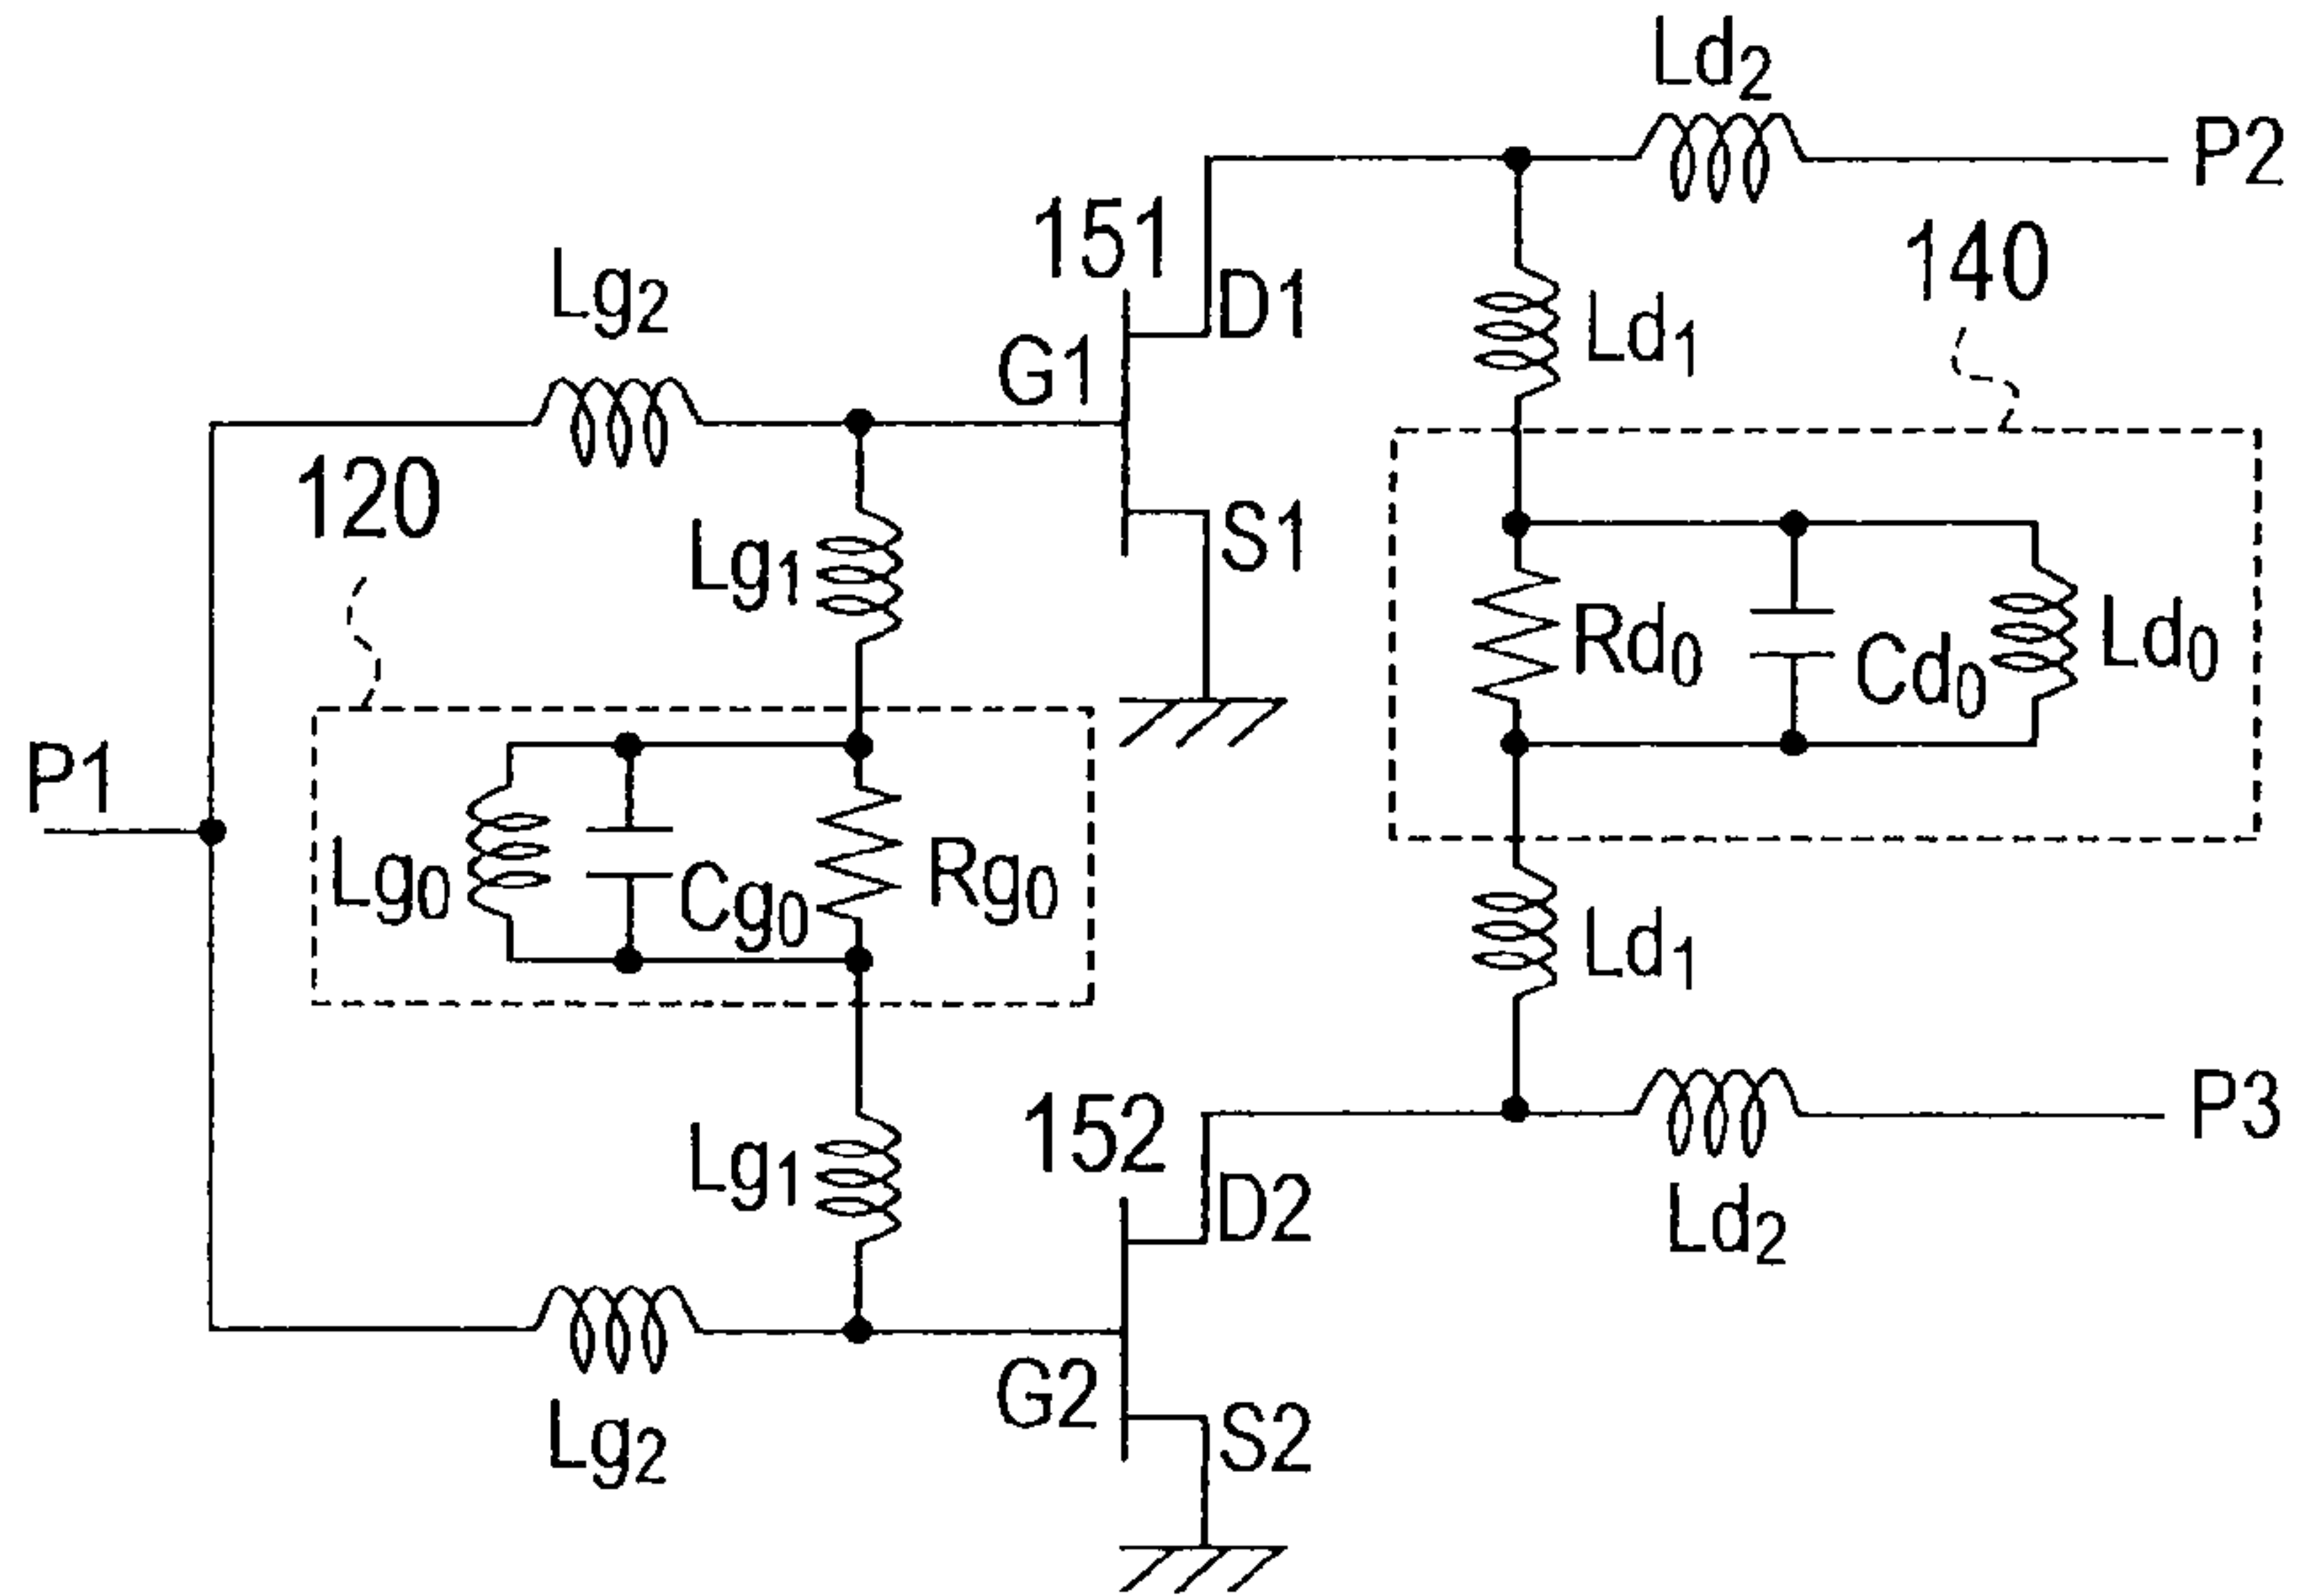 Ld2
P2
151
140
Lg2
D1
Ld1
G1
120
S1
Lg1
Rd0
Cd0
Ld0
P1
Lg0
Cg0
Rg0
Ld1
152
P3
Lg1
D2
Ld2
G2
S2
Lg2